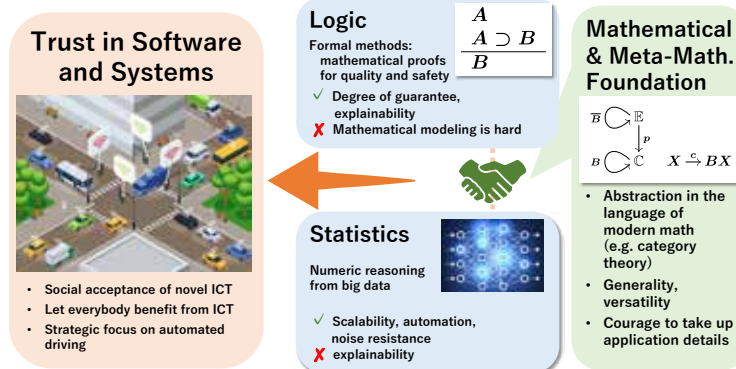 Trust in Software
and Systems
• Social acceptance of novel ICT
• Let everybody benefit from ICT
• Strategic focus on automated
driving
Logic
Formal methods:
mathematical proofs
for quality and safety
✓ Degree of guarantee,
explainability
✗ Mathematical modeling is hard
A
A ⊃ B
B
Statistics
Numeric reasoning
from big data
✓ Scalability, automation,
noise resistance
✗ explainability
Mathematical
& Meta-Math.
Foundation
B̅ 𝔼
p
B ℂ X →c BX
• Abstraction in the
language of
modern math
(e.g. category
theory)
• Generality,
versatility
• Courage to take up
application details